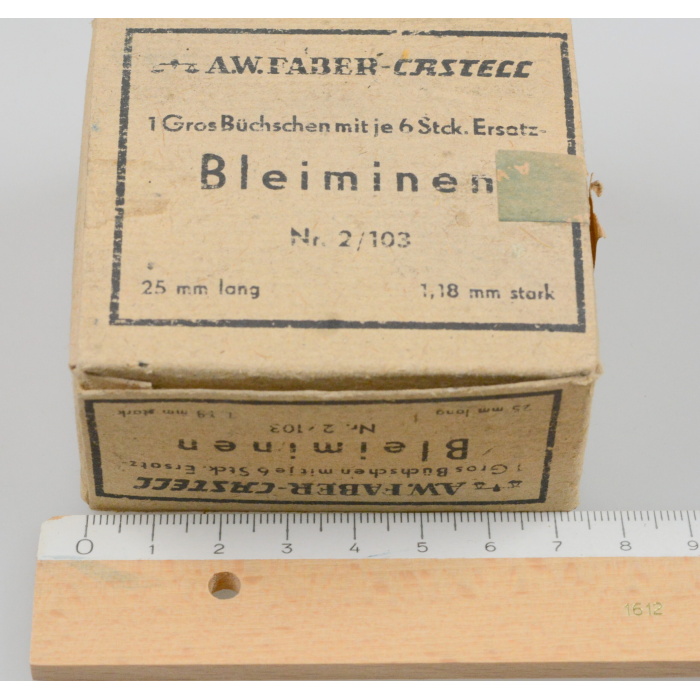 A.W.FABER-CASTELL
1 Gros Büchschen mit je 6 Stck. Ersatz-
Bleiminen
Nr. 2/103
25 mm lang 1,18 mm stark
A.W.FABER-CASTELL
1 Gros Büchschen mit je 6 Stck. Ersatz-
Bleiminen
Nr. 2/103
25 mm lang 1,18 mm stark
0 1 2 3 4 5 6 7 8 9
1612